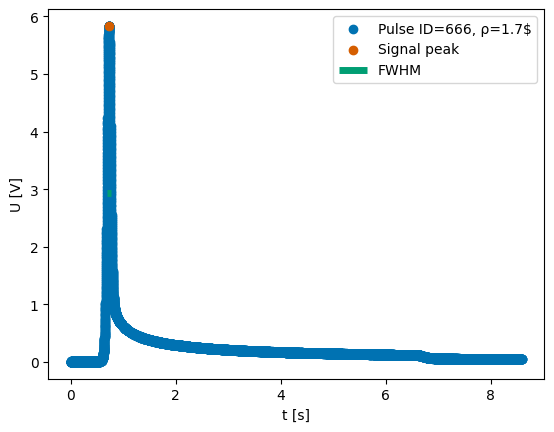 Pulse ID=666, ρ=1.7$
Signal peak
FWHM
U [V]
6
5
4
3
2
1
0
0 2 4 6 8
t [s]